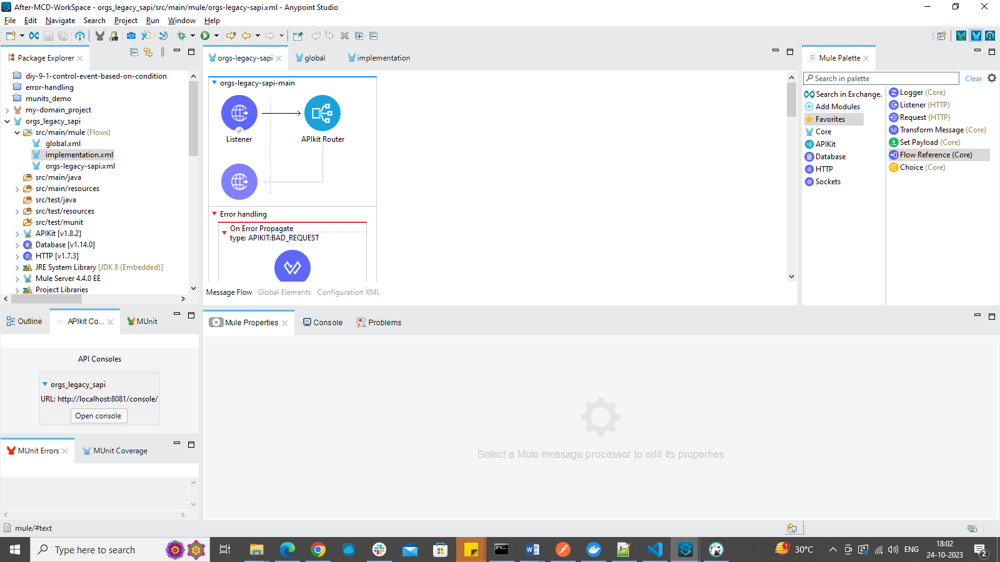 After-MCD-WorkSpace - orgs_legacy_sapi/src/main/mule/orgs-legacy-sapi.xml - Anypoint Studio
File Edit Navigate Search Project Run Window Help
Package Explorer
diy-9-1-control-event-based-on-condition
error-handling
munits_demo
my-domain_project
orgs_legacy_sapi
src/main/mule (Flows)
global.xml
implementation.xml
orgs-legacy-sapi.xml
src/main/java
src/main/resources
src/test/java
src/test/resources
src/test/munit
APIKit [v1.8.2]
Database [v1.14.0]
HTTP [v1.7.3]
JRE System Library [JDK 8 (Embedded)]
Mule Server 4.4.0 EE
Project Libraries
orgs-legacy-sapi global implementation
orgs-legacy-sapi-main
Listener
APIkit Router
Error handling
On Error Propagate
type: APIKIT:BAD_REQUEST
Message Flow Global Elements Configuration XML
Mule Palette
Search in palette
Clear
Search in Exchange.
Add Modules
Favorites
Core
APIKit
Database
HTTP
Sockets
Logger (Core)
Listener (HTTP)
Request (HTTP)
Transform Message (Core)
Set Payload (Core)
Flow Reference (Core)
Choice (Core)
Outline APIkit Co... MUnit
API Consoles
orgs_legacy_sapi
URL: http://localhost:8081/console/
Open console
MUnit Errors MUnit Coverage
Mule Properties Console Problems
Select a Mule message processor to edit its properties
mule/#text
Type here to search
1
30°C
ENG
18:02
24-10-2023
2